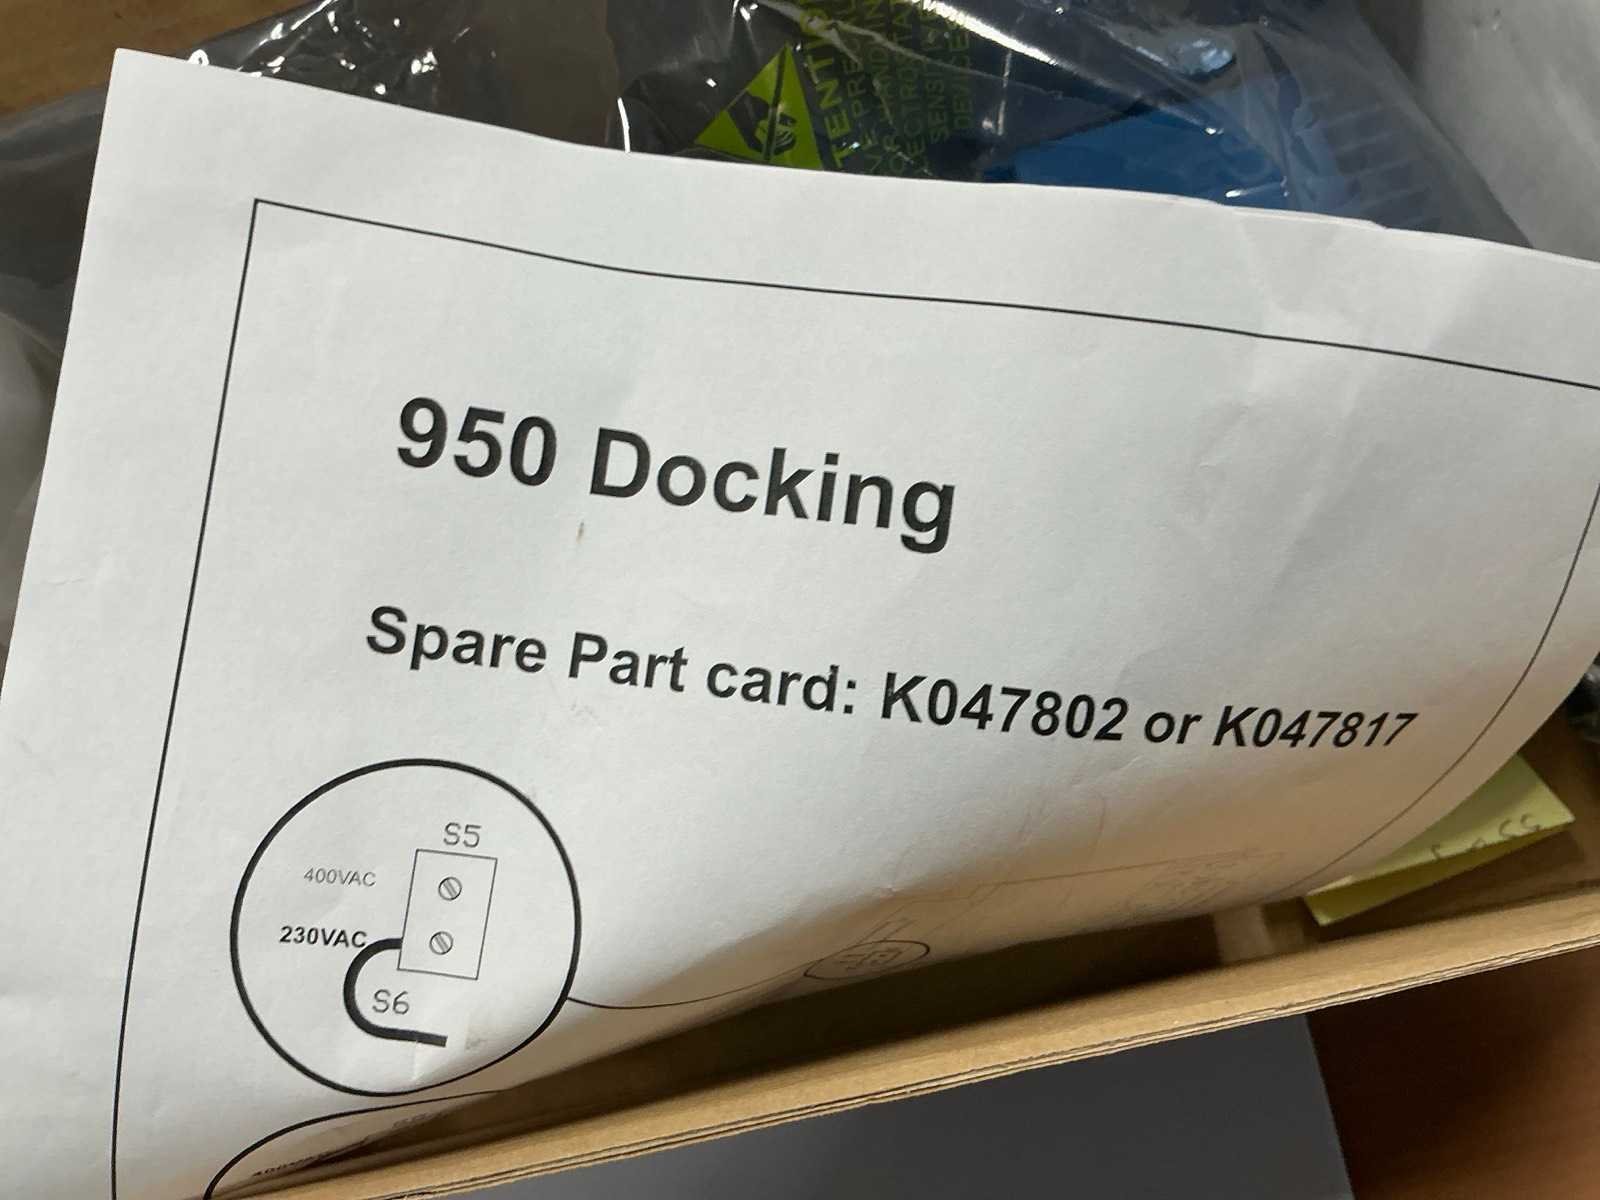 950 Docking
Spare Part card: K047802 or K047817
S5
400VAC
230VAC
S6